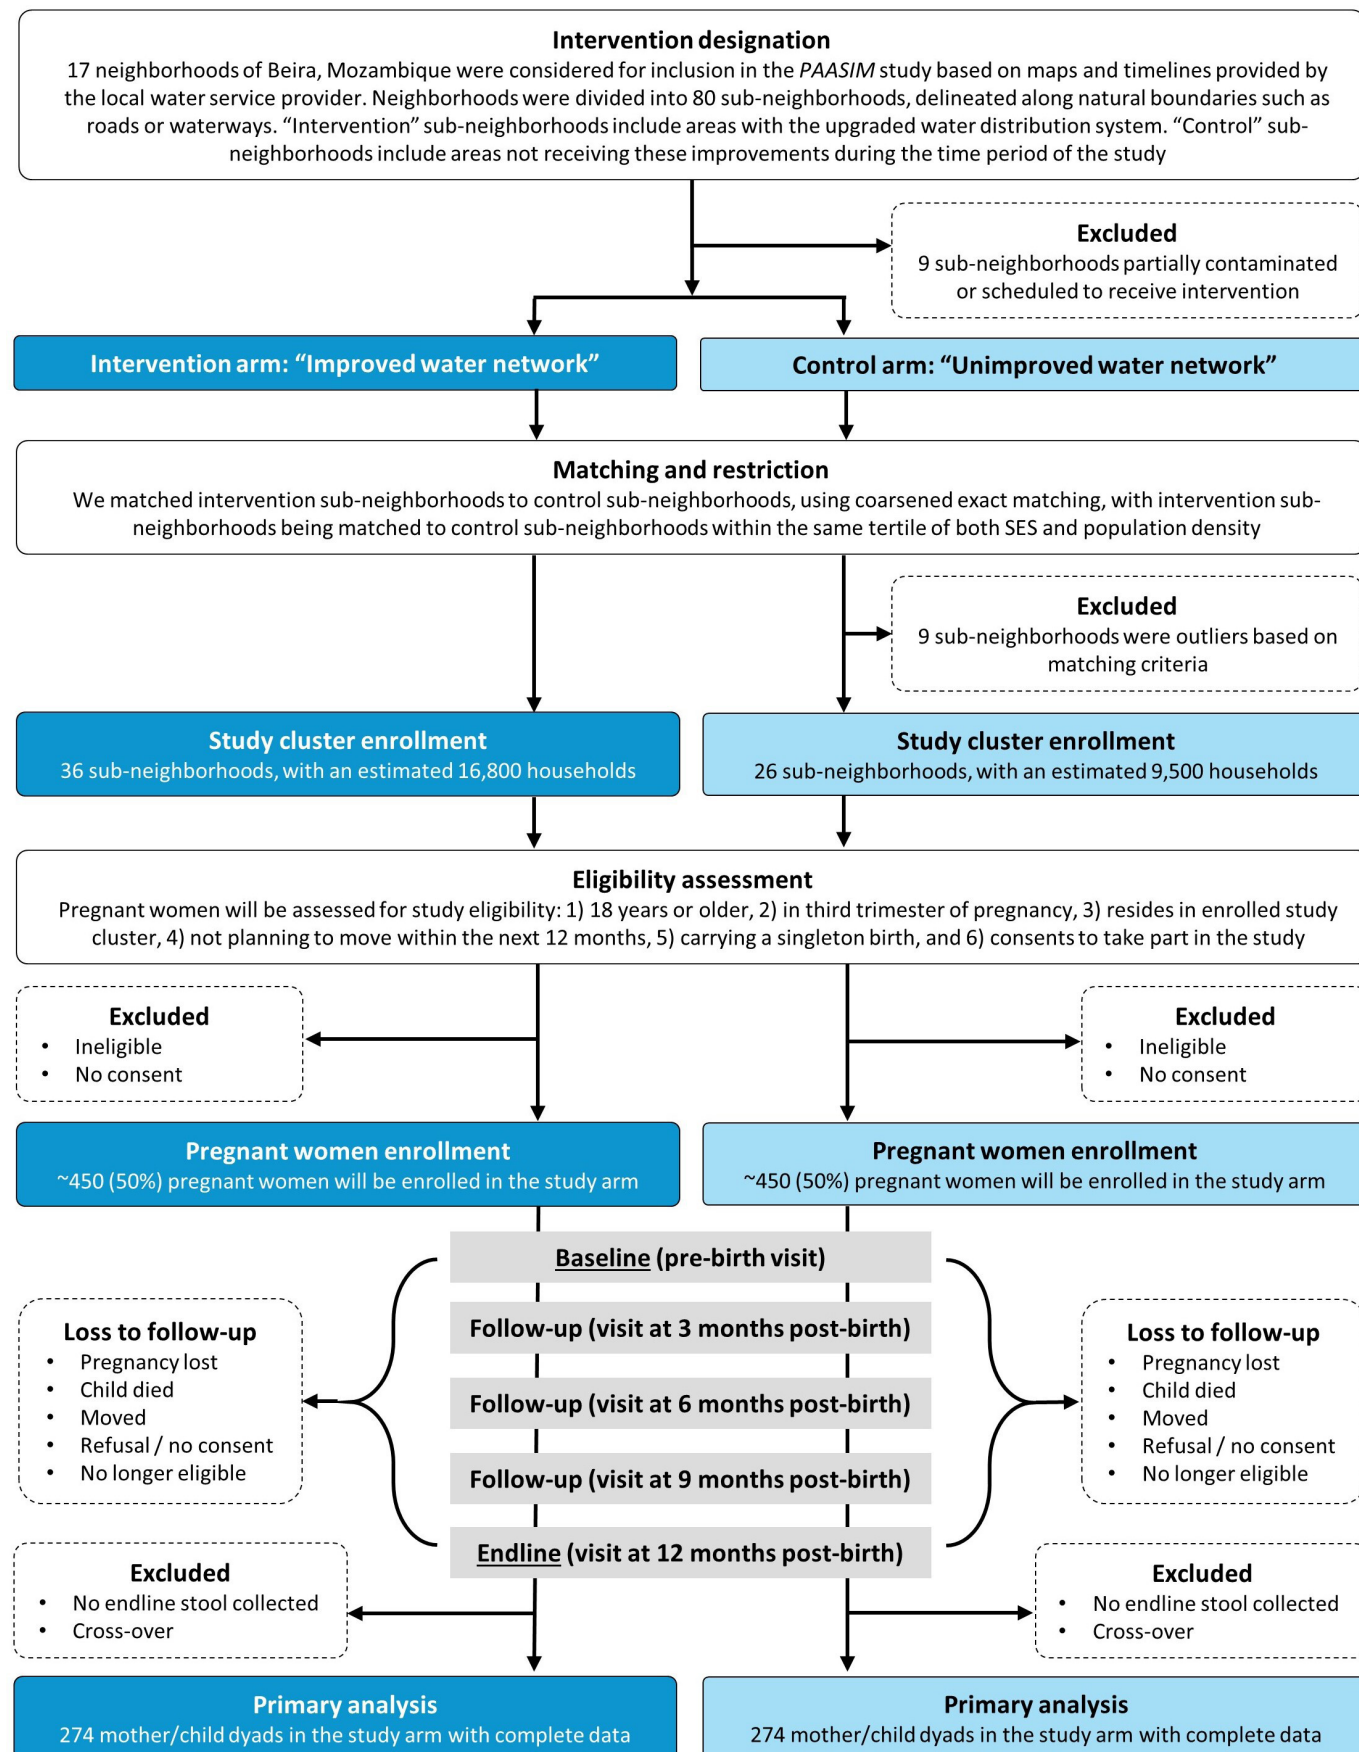 Intervention designation
17 neighborhoods of Beira, Mozambique were considered for inclusion in the PAASIM study based on maps and timelines provided by
the local water service provider. Neighborhoods were divided into 80 sub-neighborhoods, delineated along natural boundaries such as
roads or waterways. “Intervention” sub-neighborhoods include areas with the upgraded water distribution system. “Control” sub-
neighborhoods include areas not receiving these improvements during the time period of the study
Excluded
9 sub-neighborhoods partially contaminated
or scheduled to receive intervention
Intervention arm: “Improved water network”
Control arm: “Unimproved water network”
Matching and restriction
We matched intervention sub-neighborhoods to control sub-neighborhoods, using coarsened exact matching, with intervention sub-
neighborhoods being matched to control sub-neighborhoods within the same tertile of both SES and population density
Excluded
9 sub-neighborhoods were outliers based on
matching criteria
Study cluster enrollment
36 sub-neighborhoods, with an estimated 16,800 households
Study cluster enrollment
26 sub-neighborhoods, with an estimated 9,500 households
Eligibility assessment
Pregnant women will be assessed for study eligibility: 1) 18 years or older, 2) in third trimester of pregnancy, 3) resides in enrolled study
cluster, 4) not planning to move within the next 12 months, 5) carrying a singleton birth, and 6) consents to take part in the study
Excluded
• Ineligible
• No consent
Excluded
• Ineligible
• No consent
Pregnant women enrollment
~450 (50%) pregnant women will be enrolled in the study arm
Pregnant women enrollment
~450 (50%) pregnant women will be enrolled in the study arm
Baseline (pre-birth visit)
Follow-up (visit at 3 months post-birth)
Follow-up (visit at 6 months post-birth)
Follow-up (visit at 9 months post-birth)
Endline (visit at 12 months post-birth)
Loss to follow-up
• Pregnancy lost
• Child died
• Moved
• Refusal / no consent
• No longer eligible
Loss to follow-up
• Pregnancy lost
• Child died
• Moved
• Refusal / no consent
• No longer eligible
Excluded
• No endline stool collected
• Cross-over
Excluded
• No endline stool collected
• Cross-over
Primary analysis
274 mother/child dyads in the study arm with complete data
Primary analysis
274 mother/child dyads in the study arm with complete data